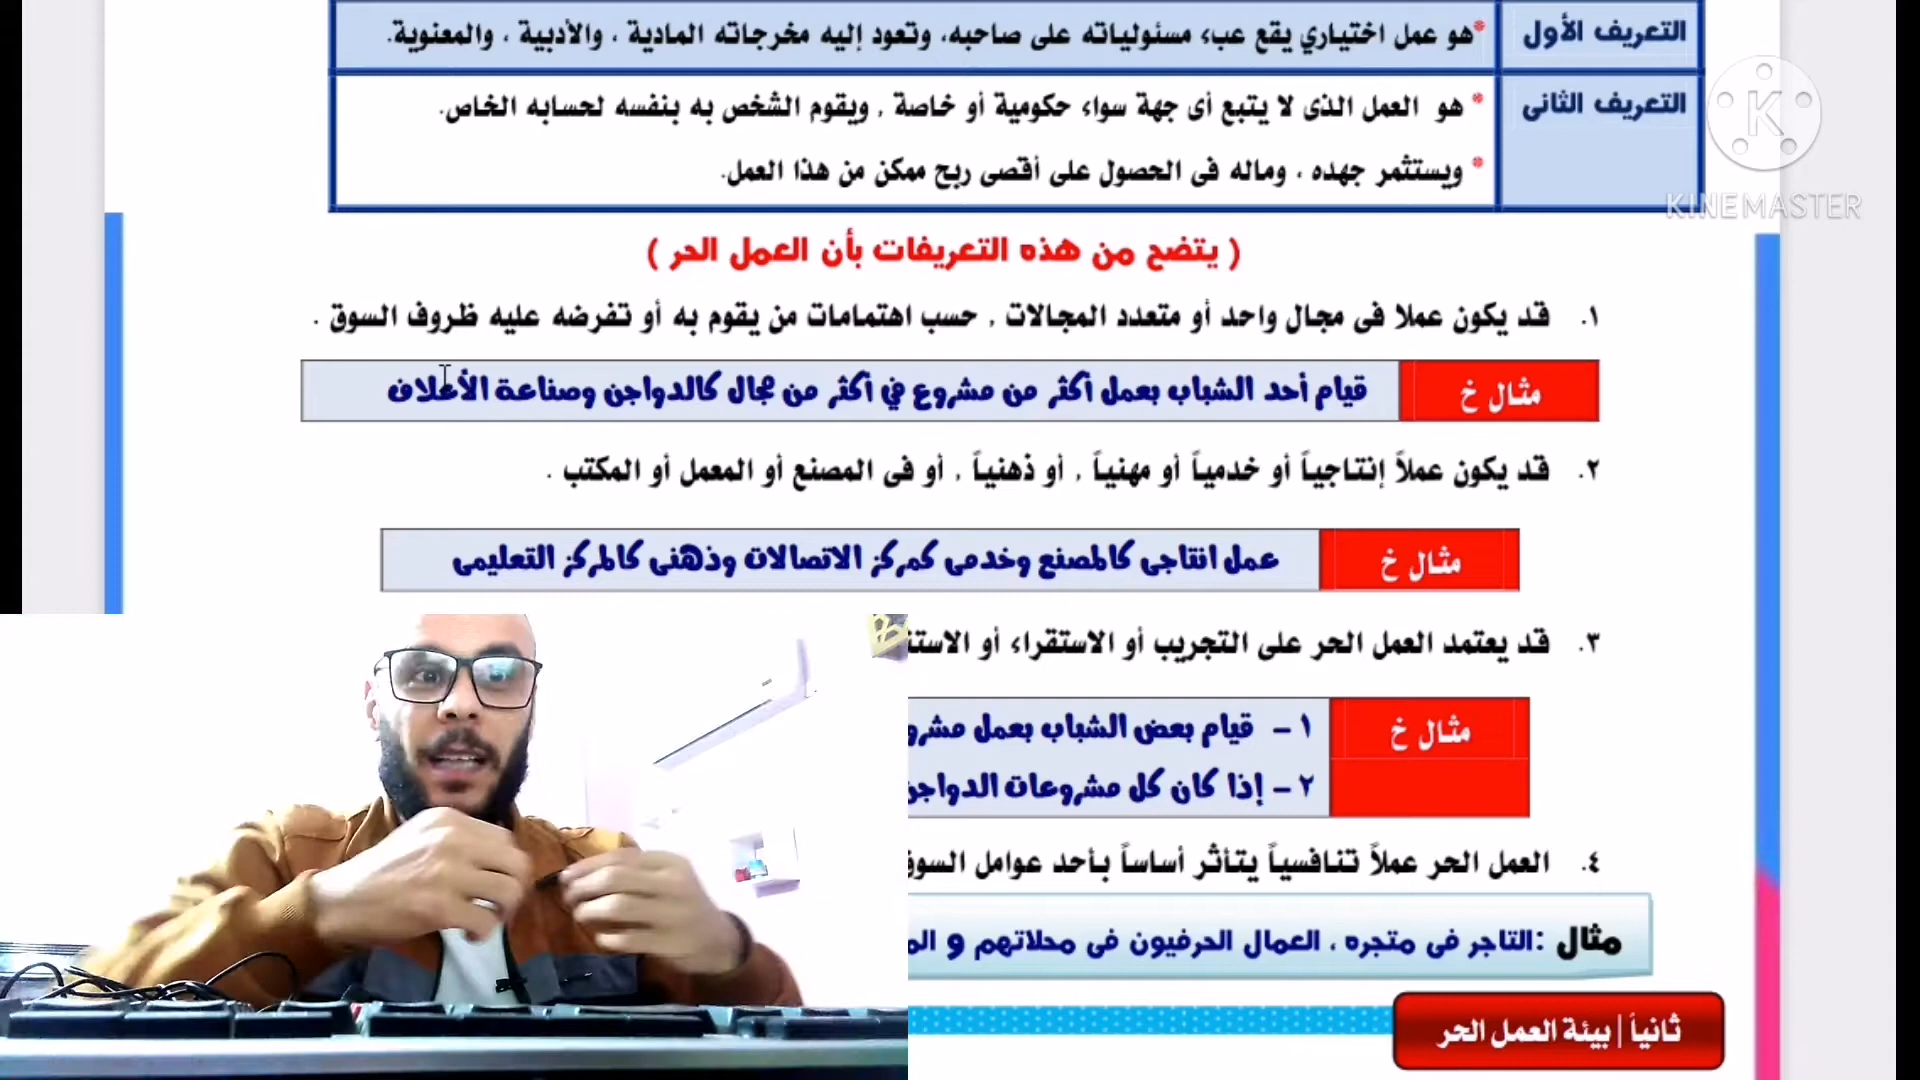 التعريف الأول
*هو عمل اختياري يقع عبء مسئولياته على صاحبه، وتعود إليه مخرجاته المادية ، والأدبية ، والمعنوية.
التعريف الثانى
* هو العمل الذى لا يتبع أى جهة سواء حكومية أو خاصة , ويقوم الشخص به بنفسه لحسابه الخاص.
* ويستثمر جهده ، وماله فى الحصول على أقصى ربح ممكن من هذا العمل.
K
KINEMASTER
( يتضح من هذه التعريفات بأن العمل الحر )
١. قد يكون عملا فى مجال واحد أو متعدد المجالات , حسب اهتمامات من يقوم به أو تفرضه عليه ظروف السوق .
مثال خ
قيام أحد الشباب بعمل أكثر من مشروع في أكثر من مجال كالدواجن وصناعة الأعلاف
٢. قد يكون عملاً إنتاجياً أو خدمياً أو مهنياً , أو ذهنياً , أو فى المصنع أو المعمل أو المكتب .
مثال خ
عمل انتاجى كالمصنع وخدمى كمركز الاتصالات وذهنى كالمركز التعليمى
٣. قد يعتمد العمل الحر على التجريب أو الاستقراء أو
مثال خ
١ - قيام بعض الشباب بعمل
٢ - إذا كان كل مشروعات
٤. العمل الحر عملاً تنافسياً يتأثر أساساً بأحد عوامل
مثال :التاجر فى متجره ، العمال الحرفيون فى محلاتهم و
ثانياً | بيئة العمل الحر